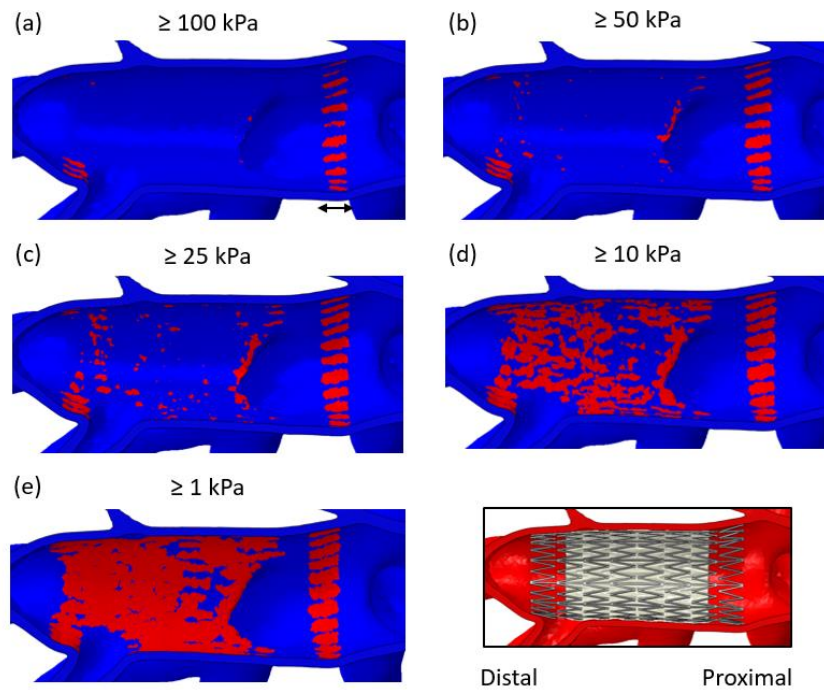 (a)
≥ 100 kPa
(b)
≥ 50 kPa
(c)
≥ 25 kPa
(d)
≥ 10 kPa
(e)
≥ 1 kPa
Distal
Proximal